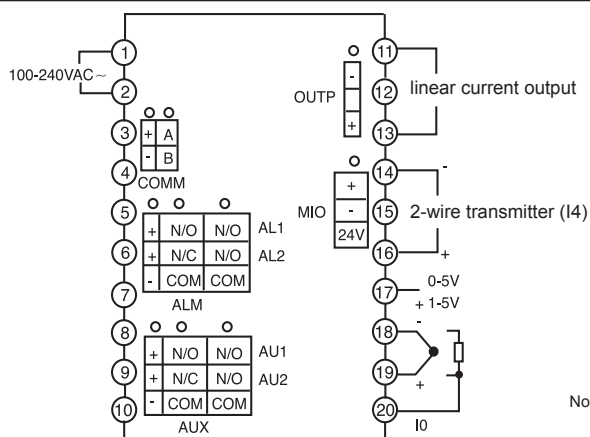 100-240VAC~
1
2
3
4
5
6
7
8
9
10
+ A
- B
COMM
+ N/O N/O AL1
+ N/C N/O AL2
- COM COM
ALM
+ N/O N/O AU1
+ N/C N/O AU2
- COM COM
AUX
11
12
13
14
15
16
17
18
19
20
OUTP
-
+
linear current output
MIO
+
-
24V
-
2-wire transmitter (I4)
+
0-5V
+ 1-5V
-
+
I0
No